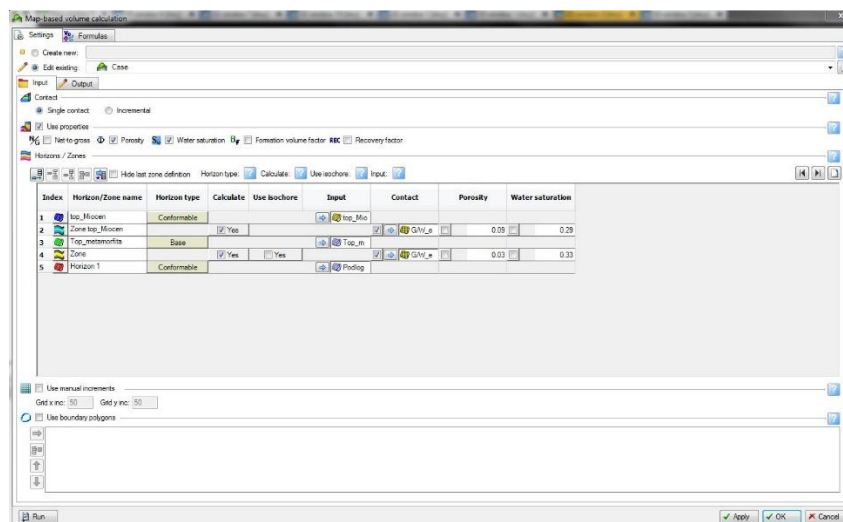 Map-based volume calculation
Settings Formulas
Create new:
Edit existing: Case
Input Output
Contact
Single contact Incremental
Use properties
N/G Net to gross Φ Porosity Water saturation Formation volume factor REC Recovery factor
Horizons / Zones
Hide last zone definition Horizon type: Calculate: Use isochore: Input:
Index Horizon/Zone name Horizon type Calculate Use isochore Input Contact Porosity Water saturation
1 top_Miocen Conformable top_Mio
2 Zone top_Miocen Yes G/W_e 0.09 0.29
3 Top_metamorfita Base Top_m
4 Zone Yes Yes G/W_e 0.03 0.33
5 Horizon 1 Conformable Podlog
Use manual increments
Grid x inc: 50 Grid y inc: 50
Use boundary polygons
Run Apply OK Cancel